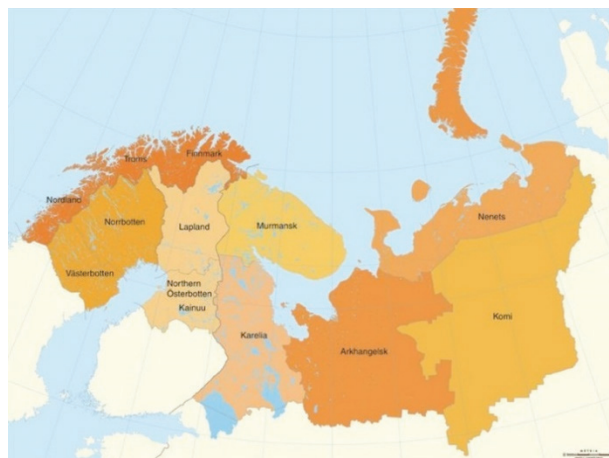 Finnmark
Troms
Nordland
Norrbotten
Lapland
Murmansk
Nenets
Västerbotten
Northern
Österbotten
Kainuu
Karelia
Komi
Arkhangelsk